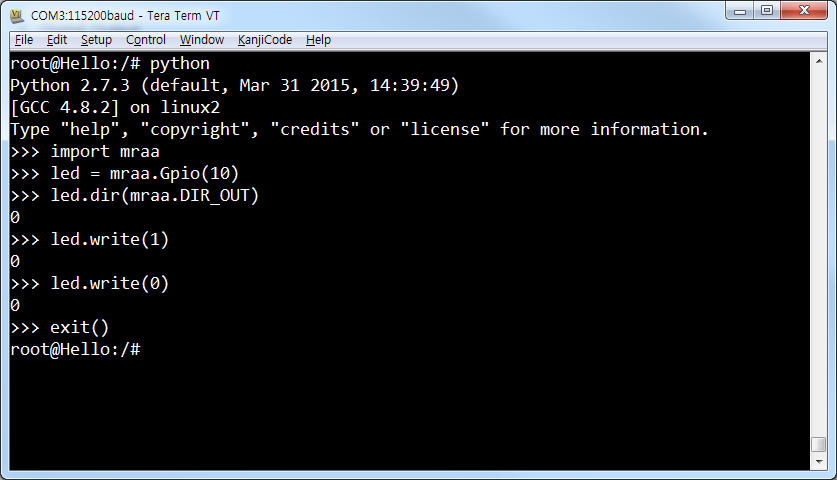 COM3:115200baud - Tera Term VT
File Edit Setup Control Window KanjiCode Help
root@Hello:/# python
Python 2.7.3 (default, Mar 31 2015, 14:39:49)
[GCC 4.8.2] on linux2
Type "help", "copyright", "credits" or "license" for more information.
>>> import mraa
>>> led = mraa.Gpio(10)
>>> led.dir(mraa.DIR_OUT)
0
>>> led.write(1)
0
>>> led.write(0)
0
>>> exit()
root@Hello:/#